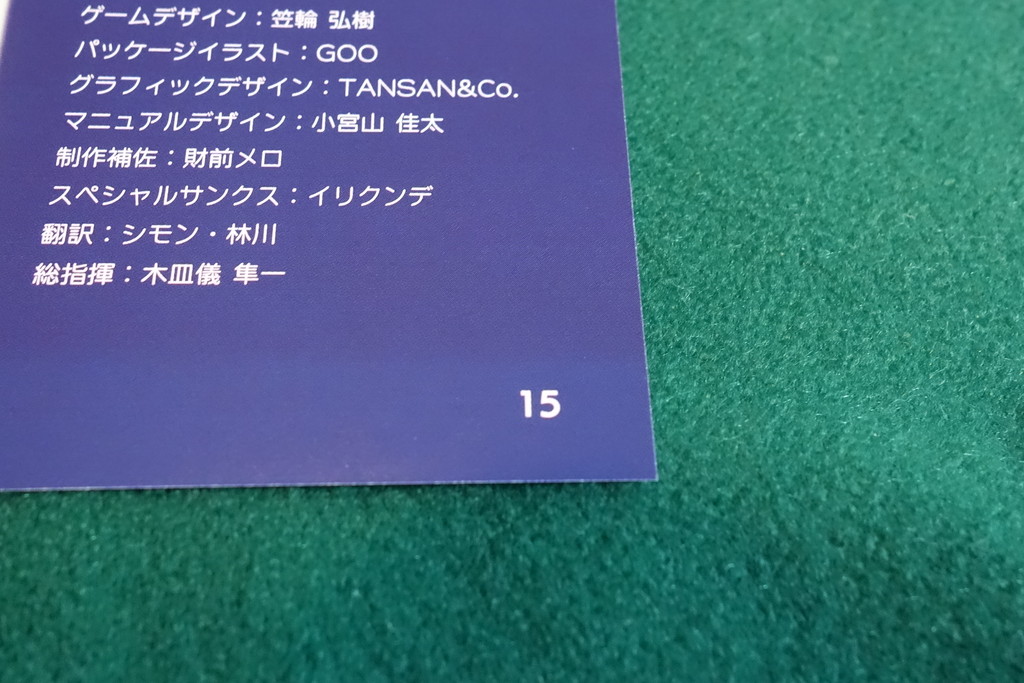 ゲームデザイン：笠輪 弘樹
パッケージイラスト：GOO
グラフィックデザイン：TANSAN&Co.
マニュアルデザイン：小宮山 佳太
制作補佐：財前メロ
スペシャルサンクス：イリクンデ
翻訳：シモン・林川
総指揮：木皿儀 隼一
15